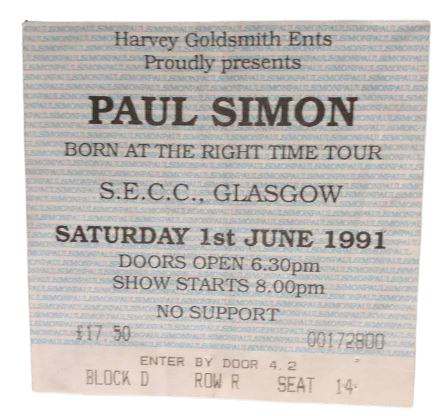 Harvey Goldsmith Ents
Proudly presents
PAUL SIMON
BORN AT THE RIGHT TIME TOUR
S.E.C.C., GLASGOW
SATURDAY 1st JUNE 1991
DOORS OPEN 6.30pm
SHOW STARTS 8.00pm
NO SUPPORT
£17.50 00172800
ENTER BY DOOR 4.2
BLOCK D ROW R SEAT 14